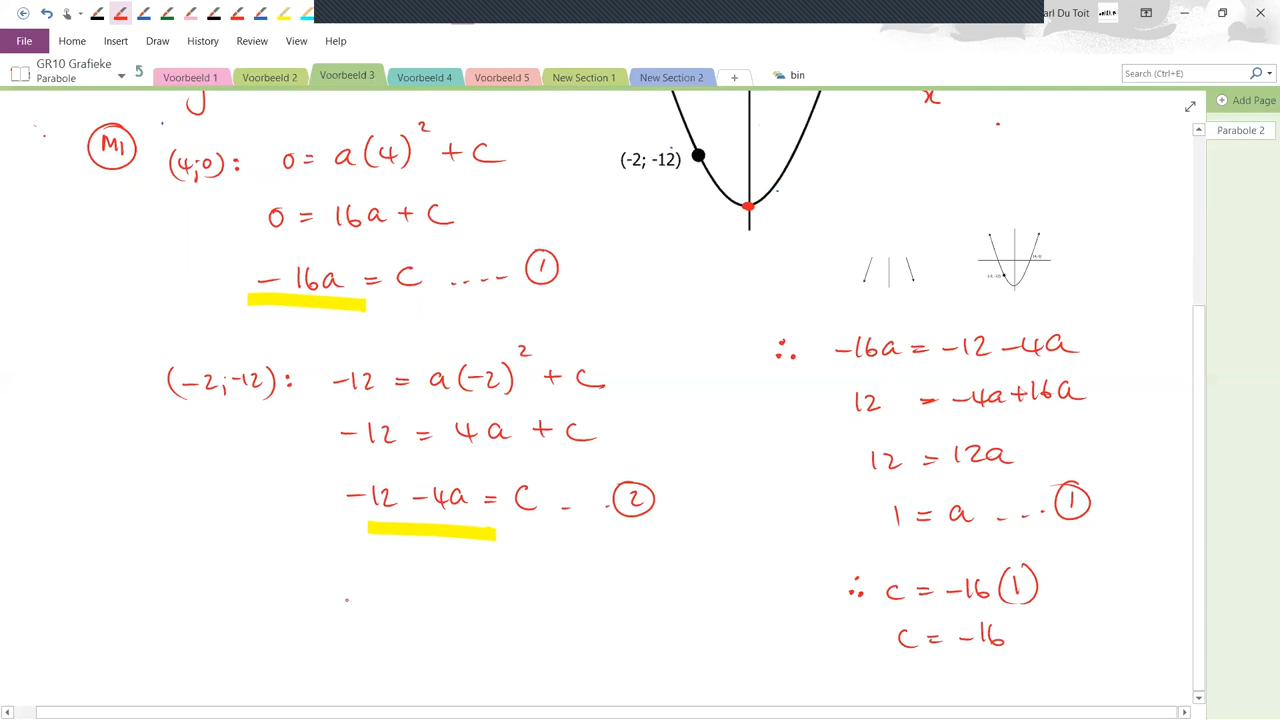 arl Du Toit
File Home Insert Draw History Review View Help
GR10 Grafieke
Parabole
Voorbeeld 1 Voorbeeld 2 Voorbeeld 3 Voorbeeld 4 Voorbeeld 5 New Section 1 New Section 2 + bin
Search (Ctrl+E)
Add Page
Parabole 2
y
x
M1
(4;0): 0 = a(4)² + C
0 = 16a + C
-16a = C ..... ①
(-2; -12)
(-2;-12): -12 = a(-2)² + C
-12 = 4a + C
-12 - 4a = C . .. ②
∴ -16a = -12 - 4a
12 = -4a + 16a
12 = 12a
1 = a .... ①
∴ C = -16(1)
C = -16